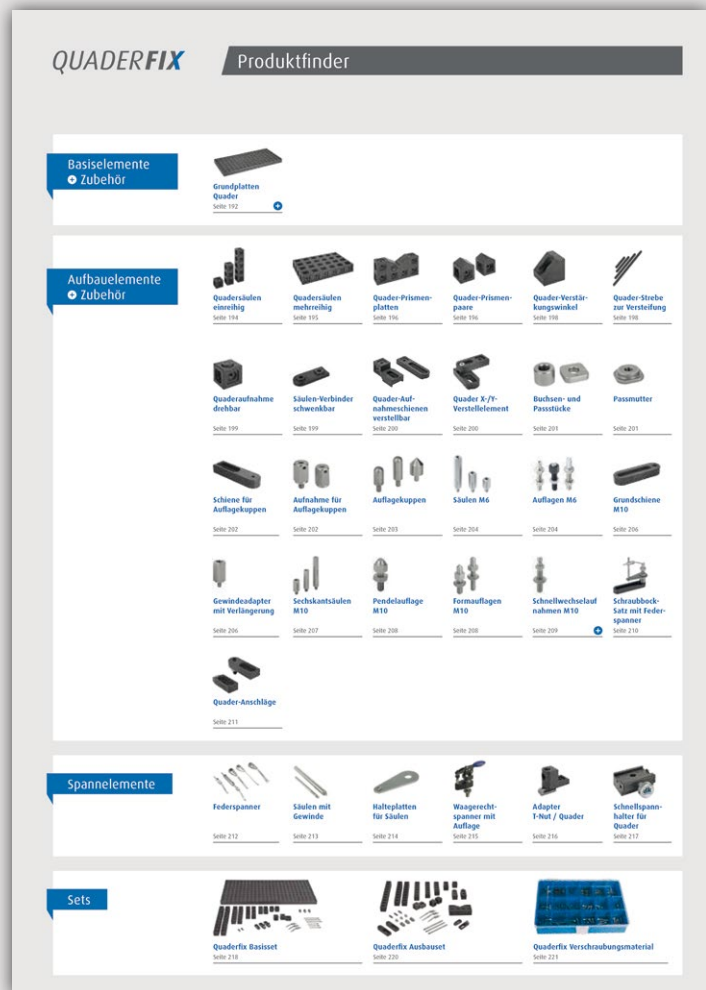 QUADERFIX
Produktfinder
Basiselemente
+ Zubehör
Grundplatten
Quader
Seite 192
Aufbauelemente
+ Zubehör
Quadersäulen
einreihig
Seite 194
Quadersäulen
mehrreihig
Seite 195
Quader-Prismen-
platten
Seite 196
Quader-Prismen-
paare
Seite 196
Quader-Verstär-
kungswinkel
Seite 198
Quader-Strebe
zur Versteifung
Seite 198
Quaderaufnahme
drehbar
Seite 199
Säulen-Verbinder
schwenkbar
Seite 199
Quader-Auf-
nahmeschienen
verstellbar
Seite 200
Quader X-/Y-
Verstellelement
Seite 200
Buchsen- und
Passstücke
Seite 201
Passmutter
Seite 201
Schiene für
Auflagekuppen
Seite 202
Aufnahme für
Auflagekuppen
Seite 202
Auflagekuppen
Seite 203
Säulen M6
Seite 204
Auflagen M6
Seite 204
Grundschiene
M10
Seite 206
Gewindeadapter
mit Verlängerung
Seite 206
Sechskantsäulen
M10
Seite 207
Pendelauflage
M10
Seite 208
Formauflagen
M10
Seite 208
Schnellwechselauf
nahmen M10
Seite 209
Schraubbock-
Satz mit Feder-
spanner
Seite 210
Quader-Anschläge
Seite 211
Spannelemente
Federspanner
Seite 212
Säulen mit
Gewinde
Seite 213
Halteplatten
für Säulen
Seite 214
Waagerecht-
spanner mit
Auflage
Seite 215
Adapter
T-Nut / Quader
Seite 216
Schnellspann-
halter für
Quader
Seite 217
Sets
Quaderfix Basisset
Seite 218
Quaderfix Ausbauset
Seite 220
Quaderfix Verschraubungsmaterial
Seite 221